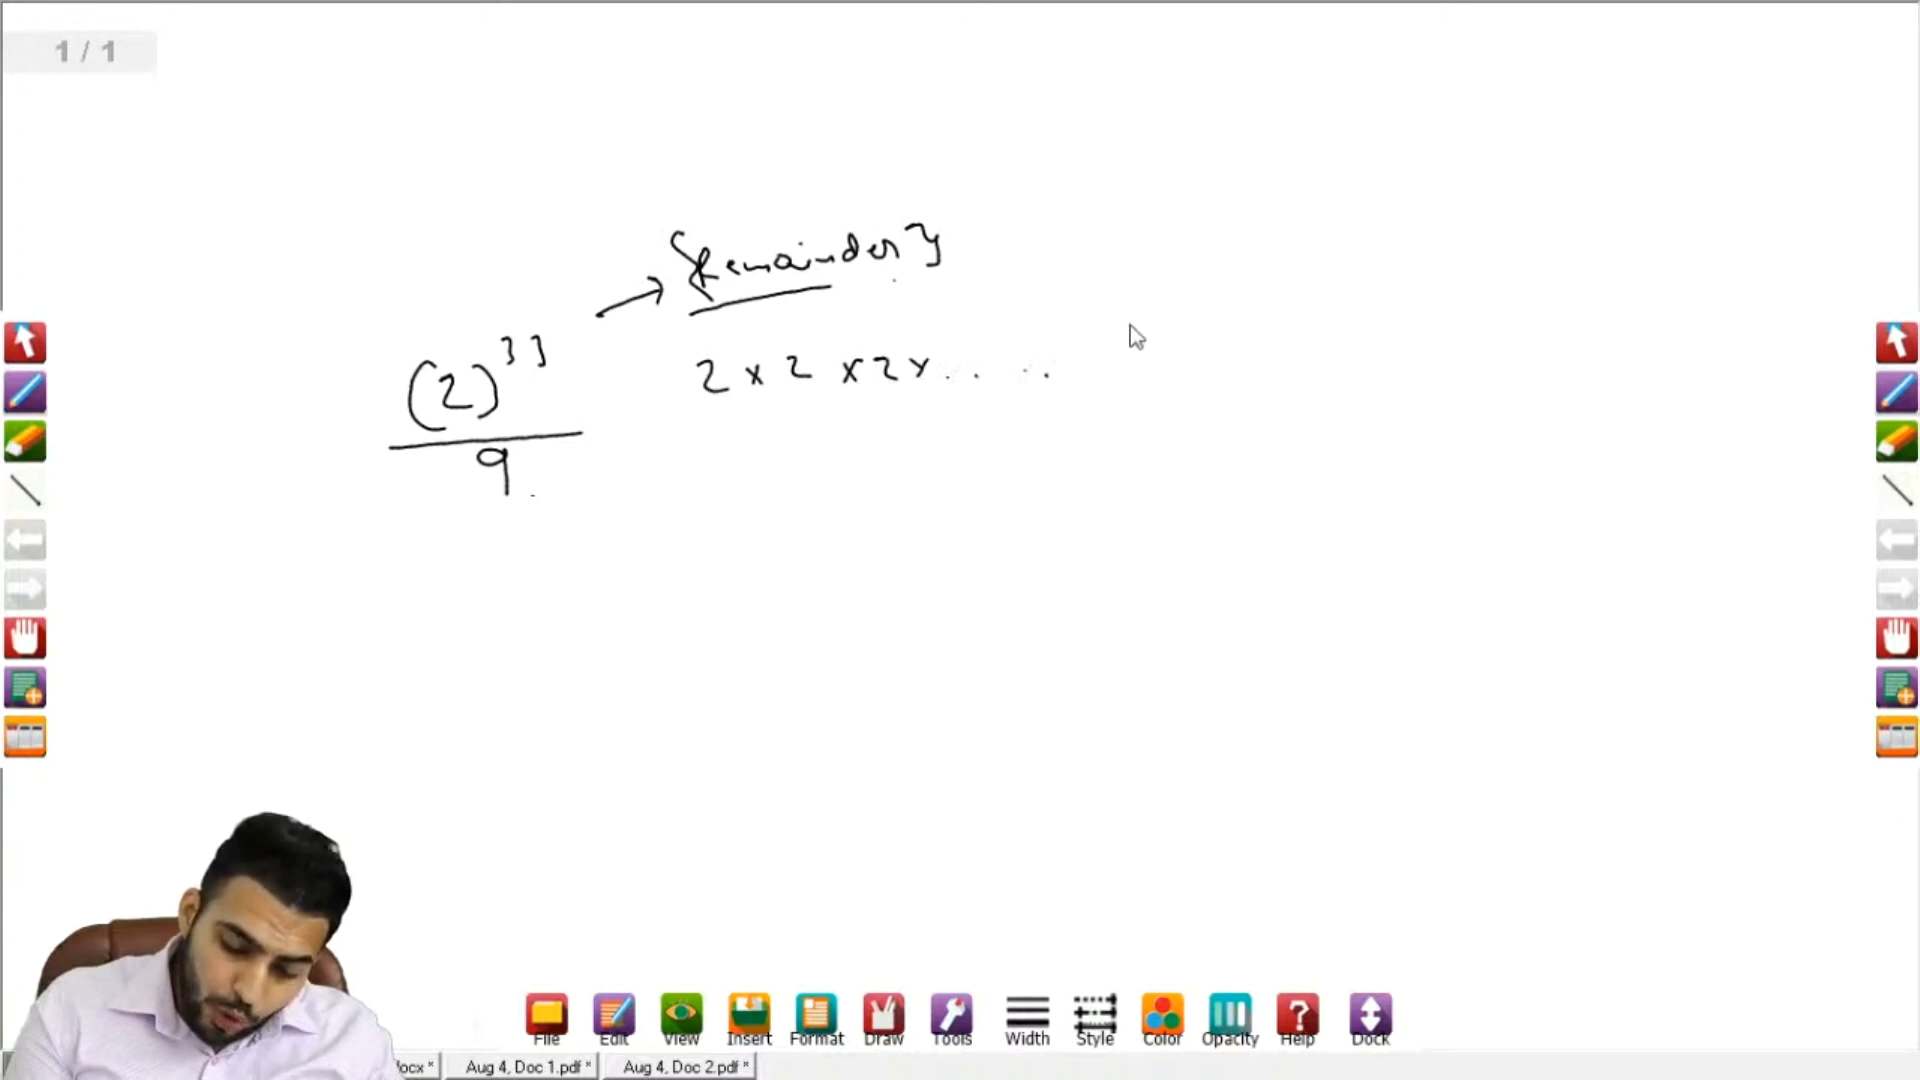 1 / 1
{Remainder}
(2)^33
2 x 2 x 2 x . . . .
9
File Edit View Insert Format Draw Tools Width Style Color Opacity Help Dock
ocx * Aug 4, Doc 1.pdf * Aug 4, Doc 2.pdf *